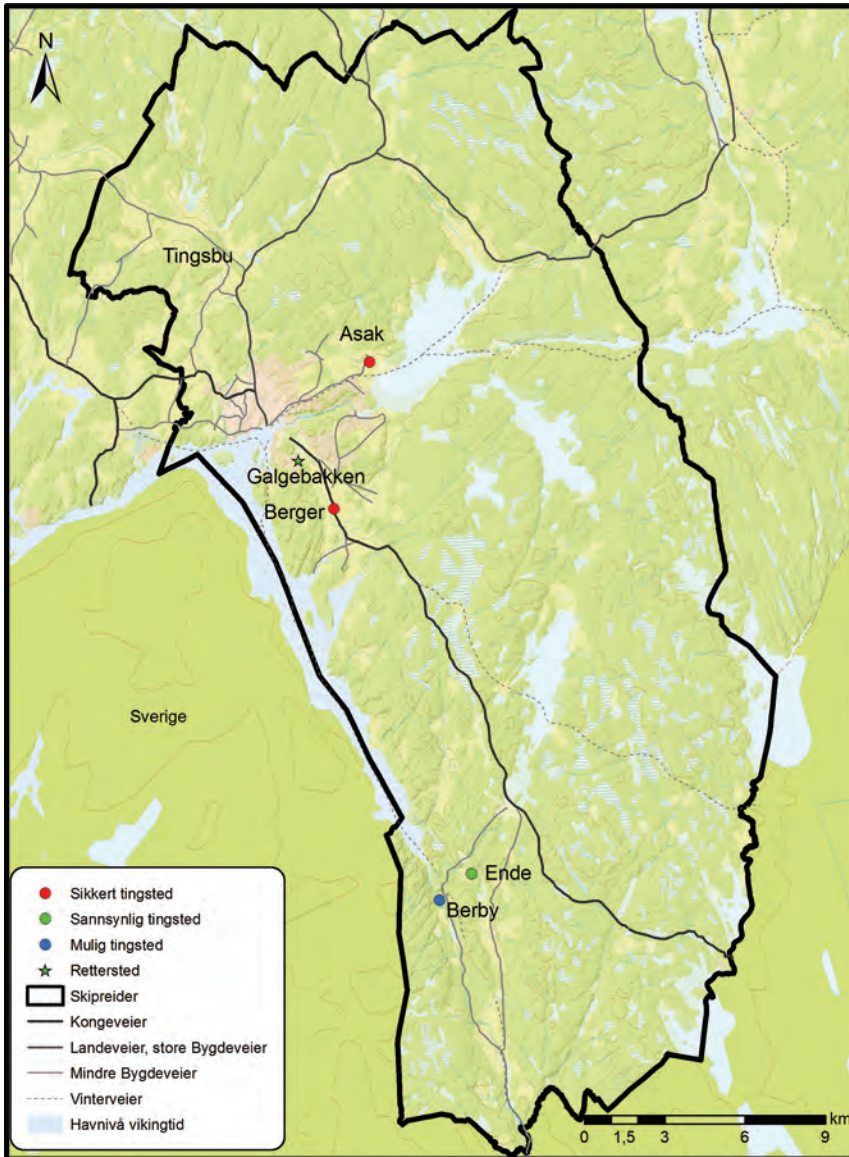 N
Tingsbu
Asak
Galgebakken
Berger
Sverige
Ende
Berby
Sikkert tingsted
Sannsynlig tingsted
Mulig tingsted
Rettersted
Skipreider
Kongeveier
Landeveier, store Bygdeveier
Mindre Bygdeveier
Vinterveier
Havnivå vikingtid
km
0 1,5 3 6 9